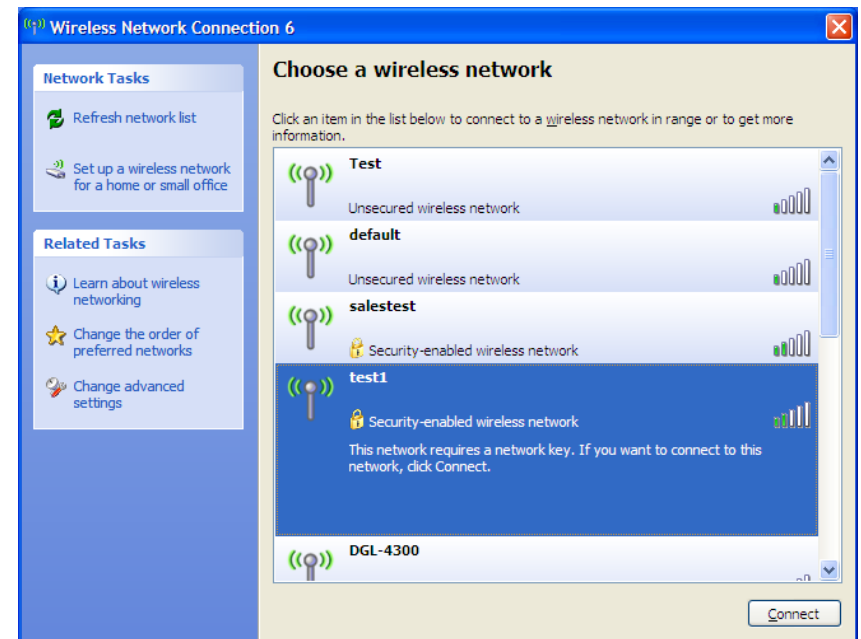 Wireless Network Connection 6
Network Tasks
Refresh network list
Set up a wireless network
for a home or small office
Related Tasks
Learn about wireless
networking
Change the order of
preferred networks
Change advanced
settings
Choose a wireless network
Click an item in the list below to connect to a wireless network in range or to get more
information.
Test
Unsecured wireless network
default
Unsecured wireless network
salestest
Security-enabled wireless network
test1
Security-enabled wireless network
This network requires a network key. If you want to connect to this
network, click Connect.
DGL-4300
Connect